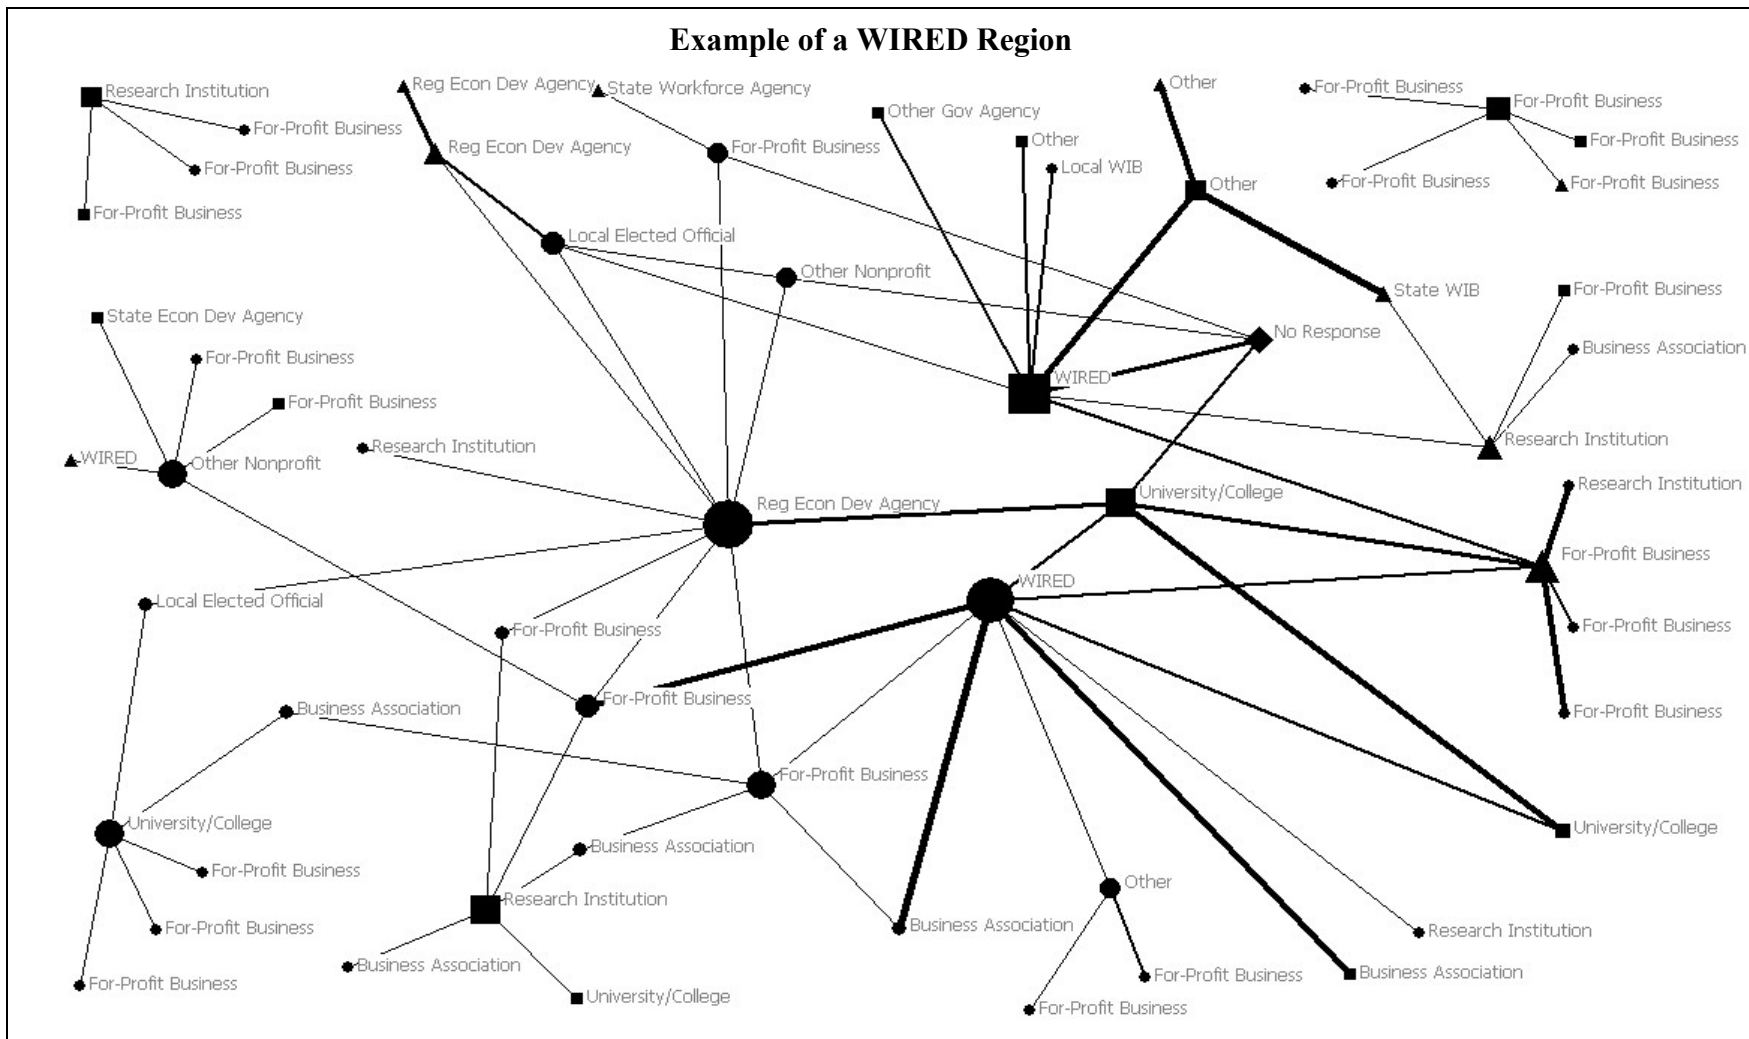 Example of a WIRED Region
Reg Econ Dev Agency
State Workforce Agency
Other
For-Profit Business
Research Institution
For-Profit Business
Other Gov Agency
For-Profit Business
Other
For-Profit Business
Reg Econ Dev Agency
For-Profit Business
For-Profit Business
Local WIB
Other
For-Profit Business
For-Profit Business
For-Profit Business
Local Elected Official
Other Nonprofit
State WIB
For-Profit Business
State Econ Dev Agency
No Response
Business Association
For-Profit Business
WIRED
For-Profit Business
Research Institution
Research Institution
WIRED
Other Nonprofit
Research Institution
University/College
Reg Econ Dev Agency
For-Profit Business
WIRED
Local Elected Official
For-Profit Business
For-Profit Business
For-Profit Business
Business Association
For-Profit Business
For-Profit Business
University/College
University/College
Business Association
For-Profit Business
Other
Research Institution
Business Association
For-Profit Business
Research Institution
Business Association
Business Association
For-Profit Business
For-Profit Business
University/College
For-Profit Business